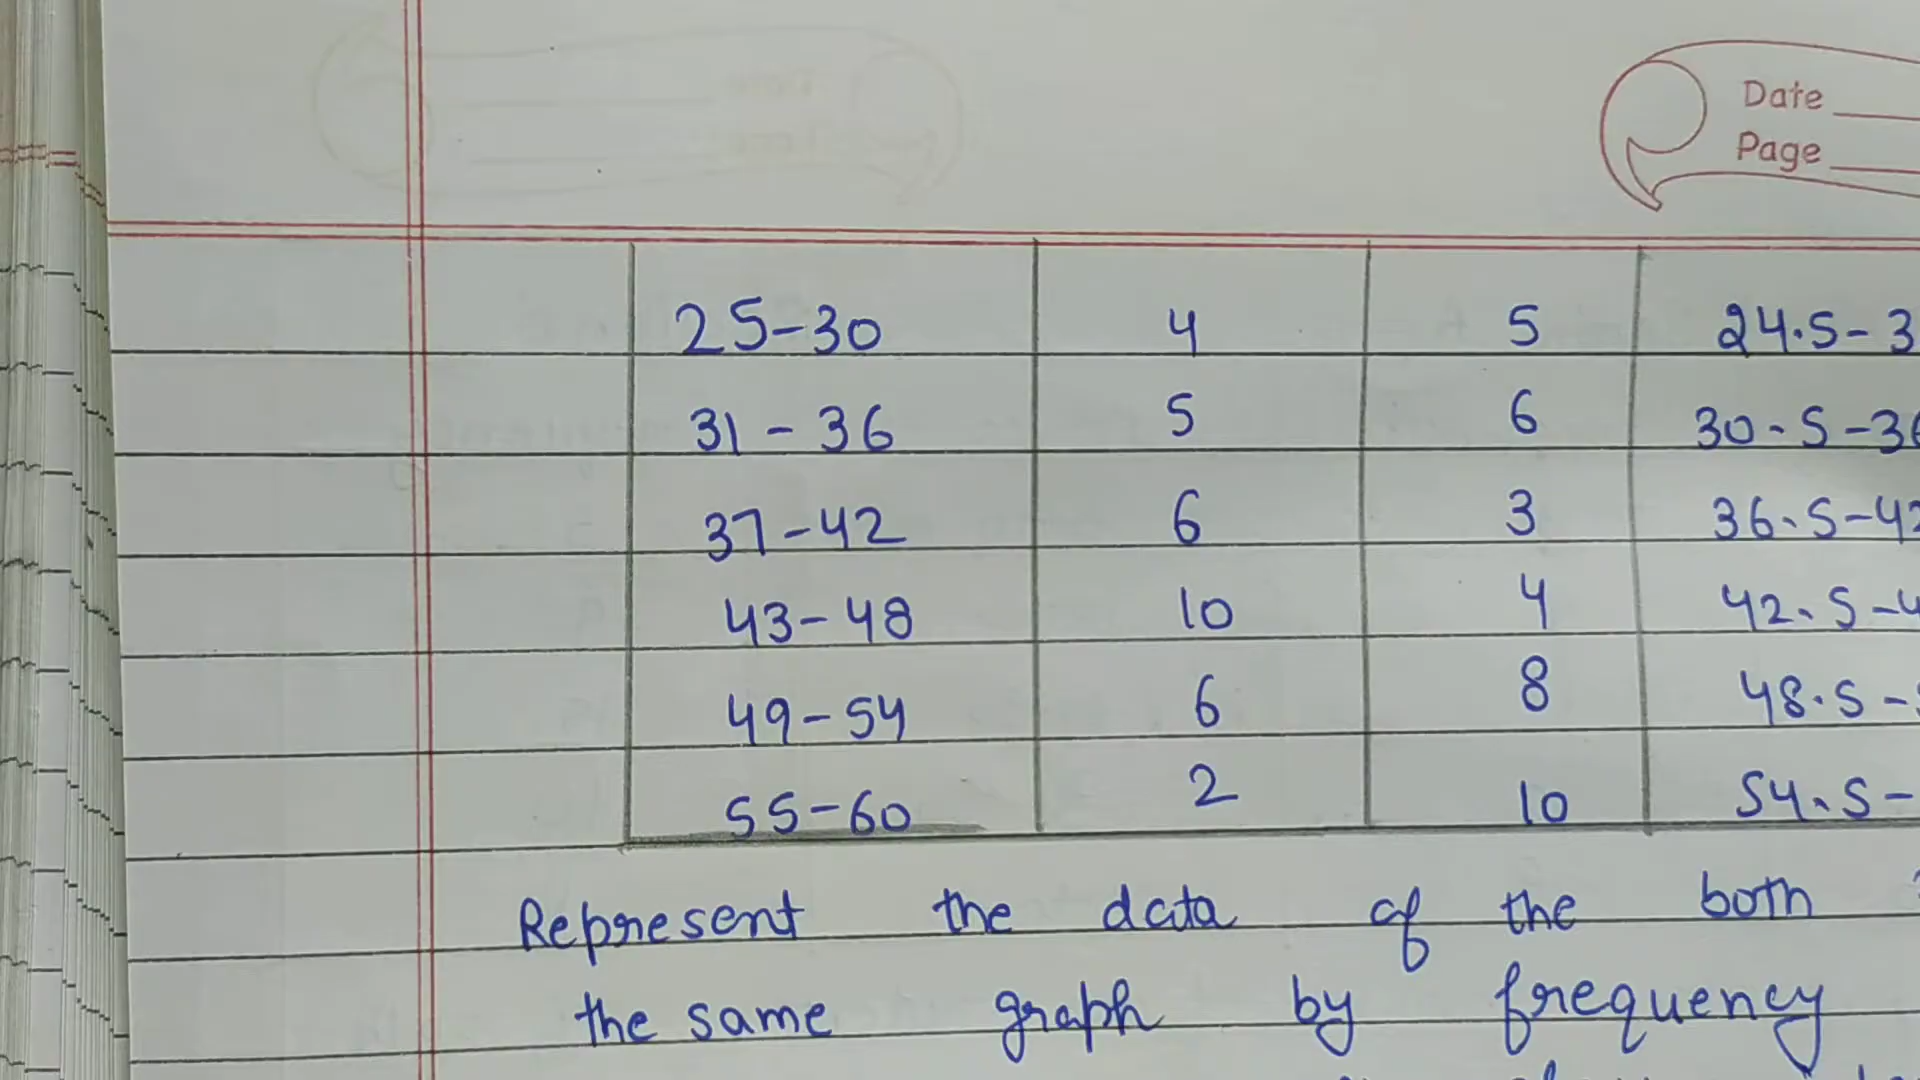 Date
Page
25-30 4 5 24.5-3
31-36 5 6 30.5-36
37-42 6 3 36.5-42
43-48 10 4 42.5-4
49-54 6 8 48.5-
55-60 2 10 54.5-
Represent the data of the both
the same graph by frequency